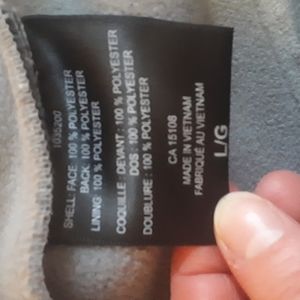 1035200
SHELL: FACE: 100 % POLYESTER
BACK: 100 % POLYESTER
LINING: 100% POLYESTER
COQUILLE : DEVANT : 100 % POLYESTER
DOS : 100 % POLYESTER
DOUBLURE : 100 % POLYESTER
CA 15108
MADE IN VIETNAM
FABRIQUÉ AU VIETNAM
L/G